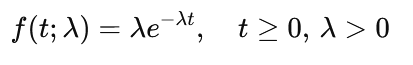 f(t; λ) = λe^{−λt}, t ≥ 0, λ > 0